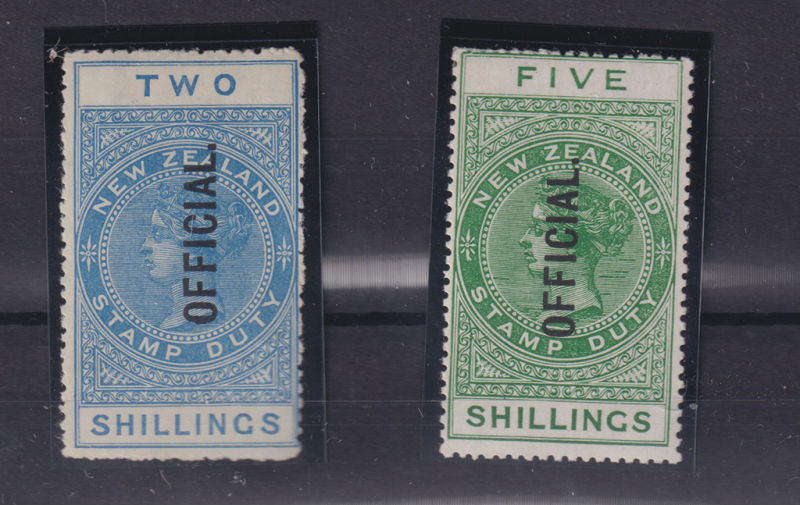 TWO
NEW ZEALAND
OFFICIAL.
STAMP DUTY
SHILLINGS
FIVE
NEW ZEALAND
OFFICIAL.
STAMP DUTY
SHILLINGS